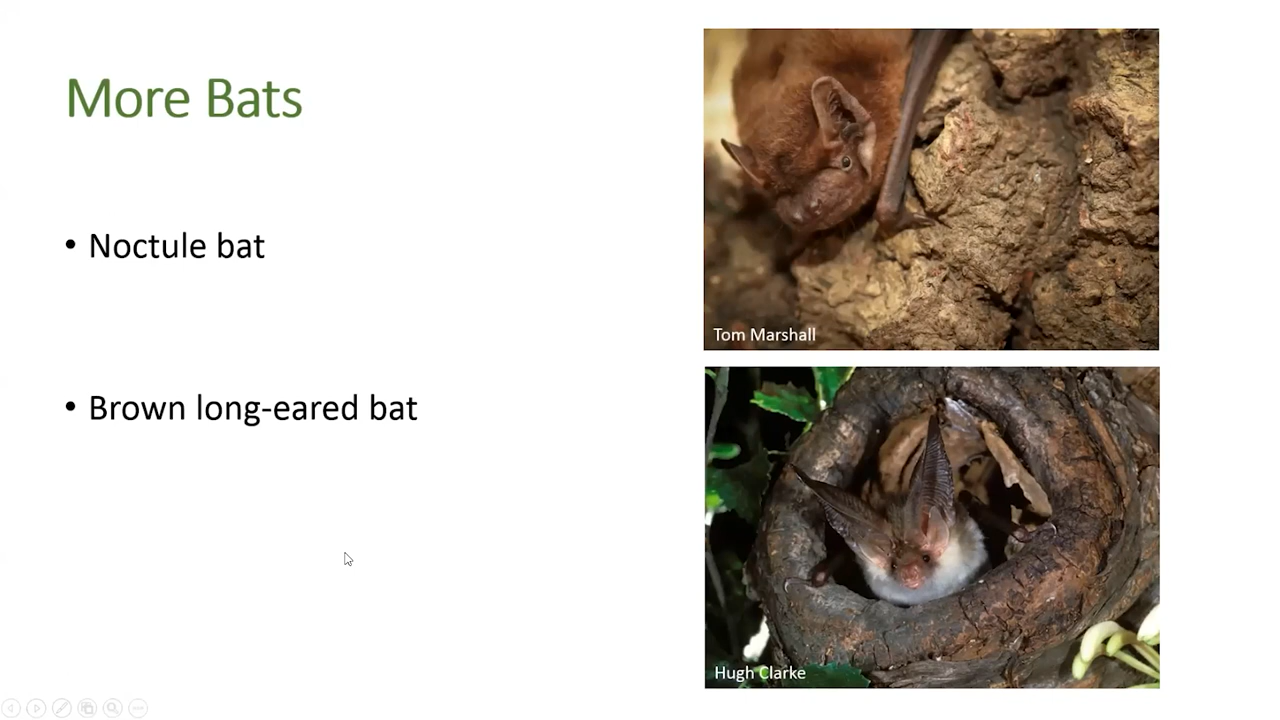 More Bats
• Noctule bat
• Brown long-eared bat
Tom Marshall
Hugh Clarke